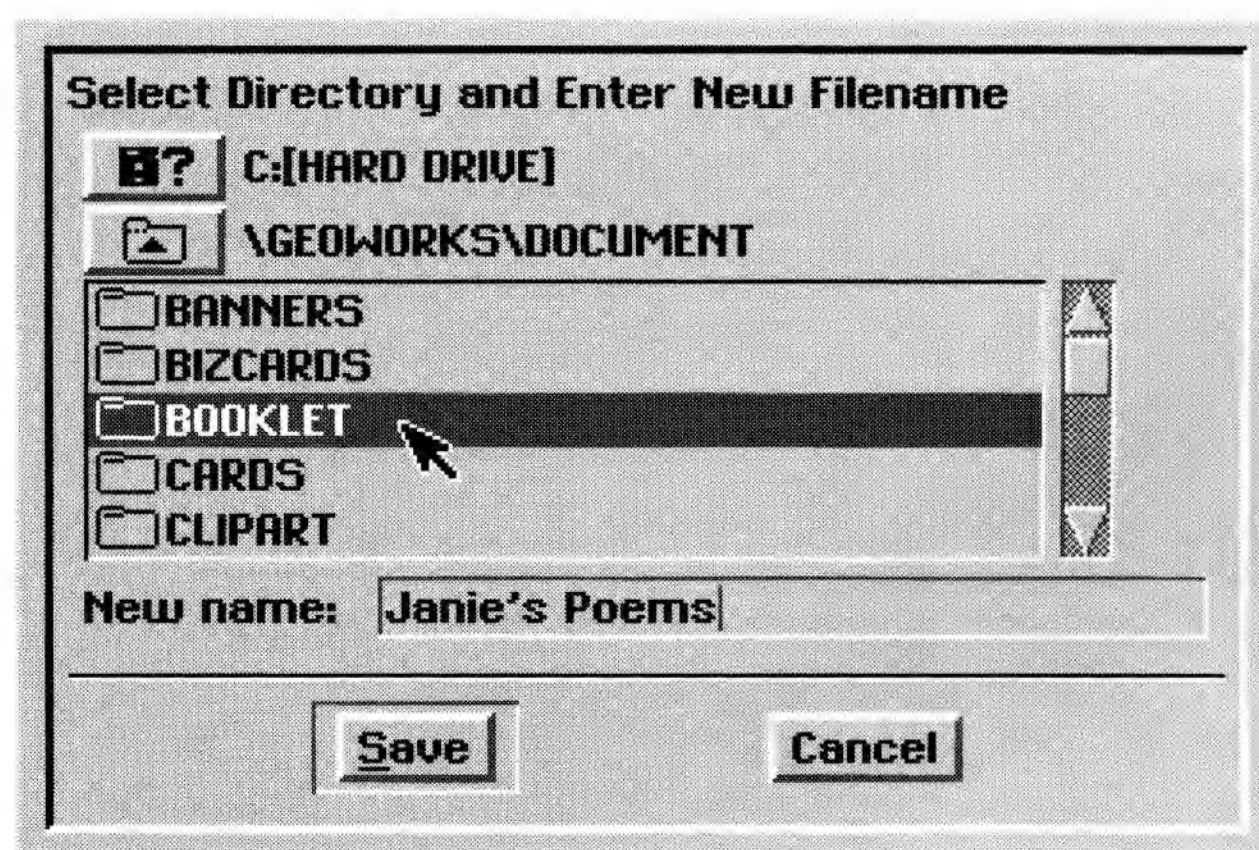 Select Directory and Enter New Filename
? C:[HARD DRIVE]
\GEOWORKS\DOCUMENT
BANNERS
BIZCARDS
BOOKLET
CARDS
CLIPART
New name: Janie's Poems
Save Cancel